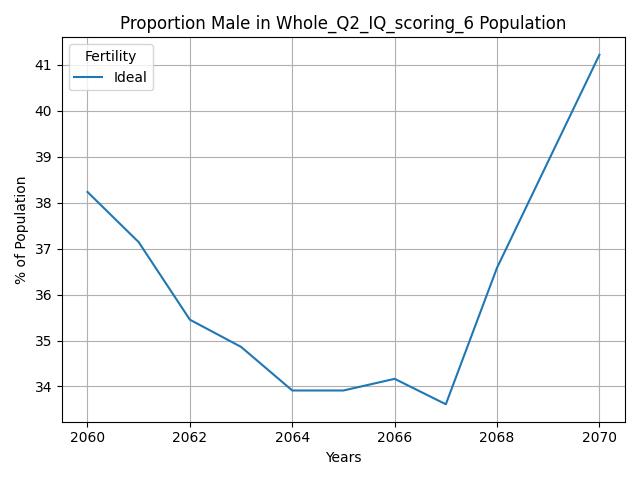 Proportion Male in Whole_Q2_IQ_scoring_6 Population
Fertility
Ideal
41
40
39
38
37
36
35
34
% of Population
2060 2062 2064 2066 2068 2070
Years